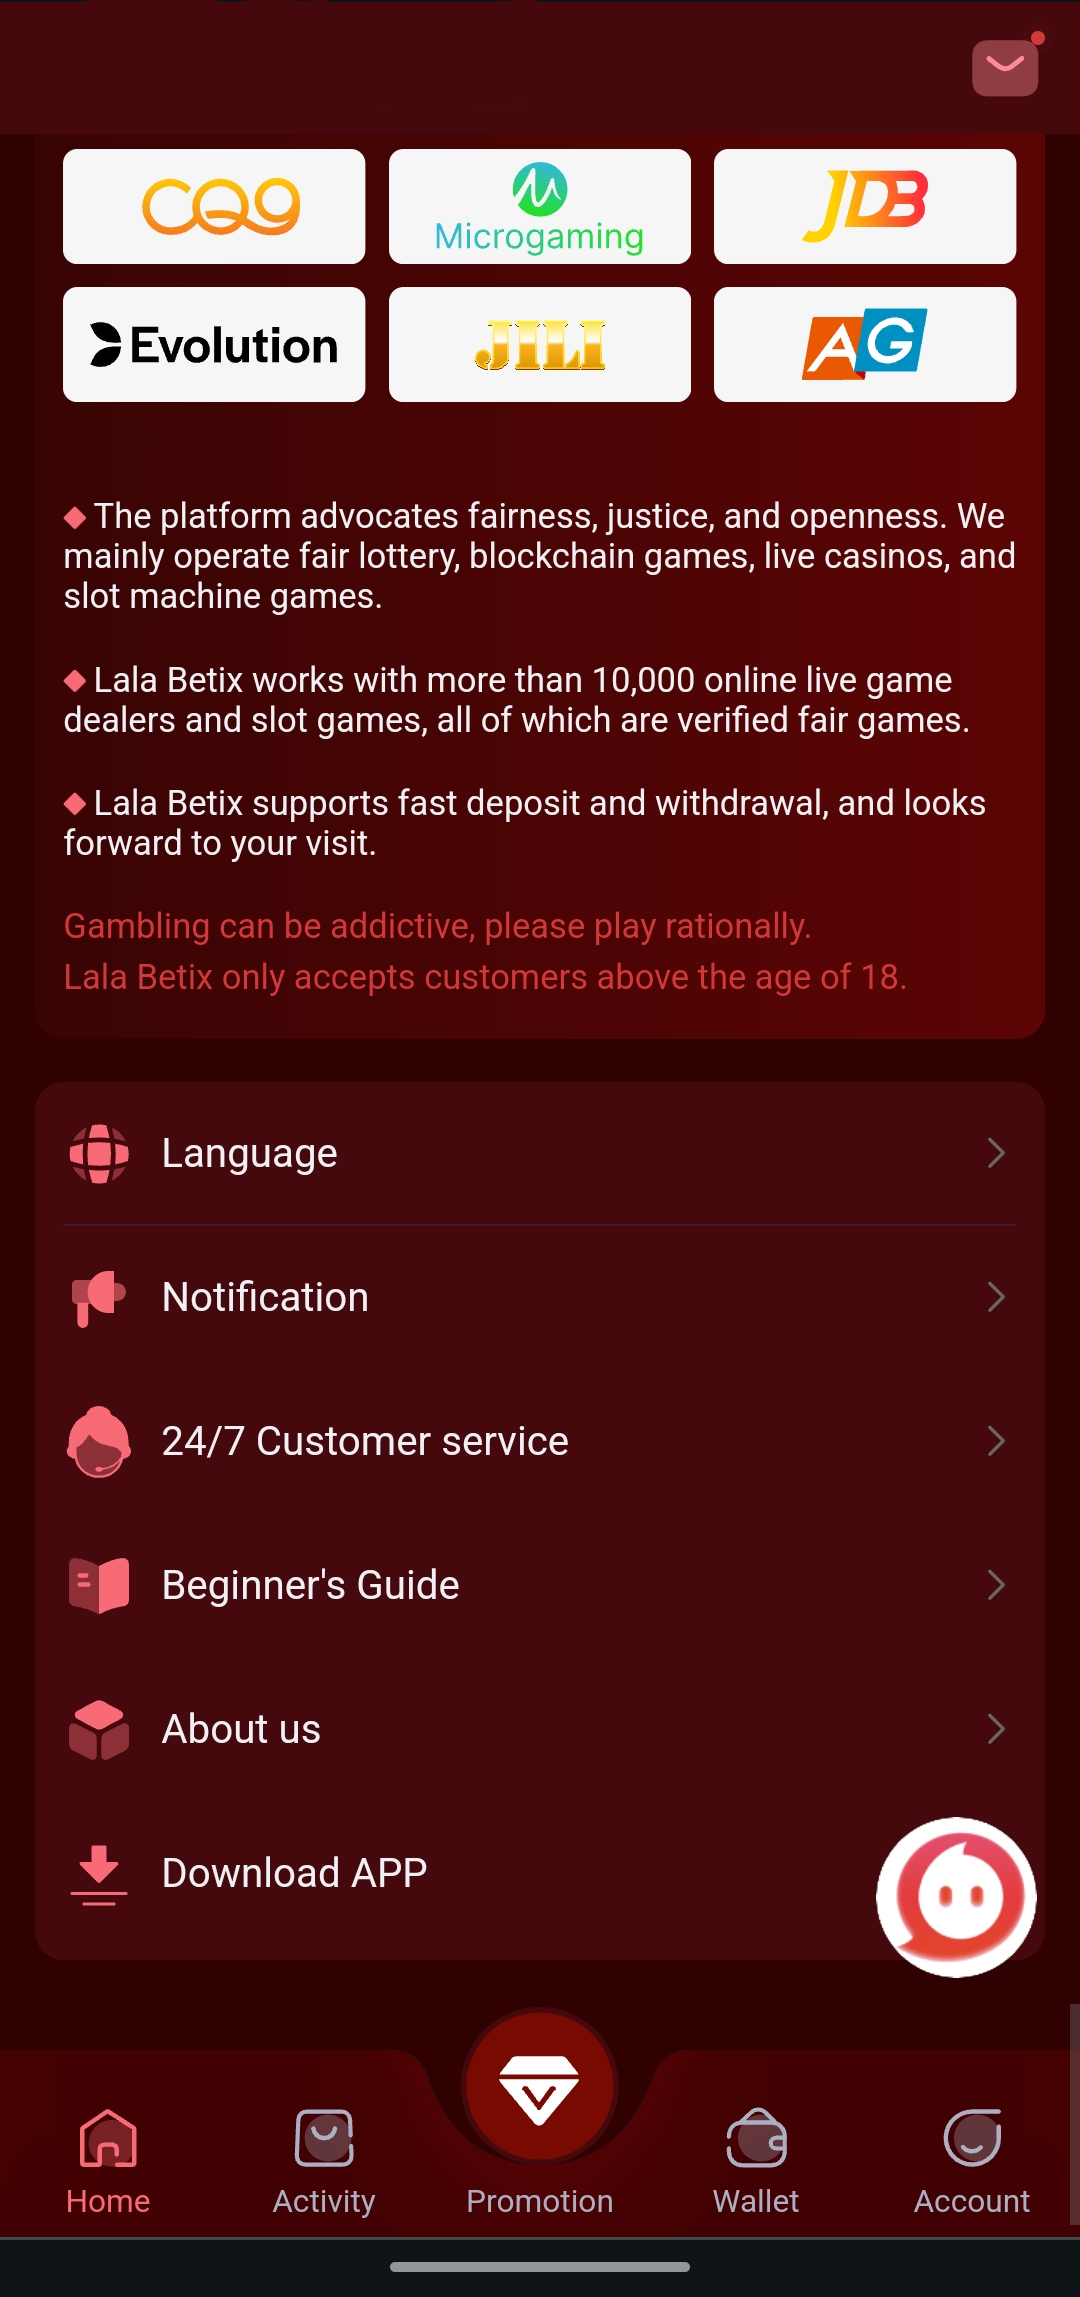 CQ9
Microgaming
JDB
Evolution
JILI
AG
The platform advocates fairness, justice, and openness. We
mainly operate fair lottery, blockchain games, live casinos, and
slot machine games.
Lala Betix works with more than 10,000 online live game
dealers and slot games, all of which are verified fair games.
Lala Betix supports fast deposit and withdrawal, and looks
forward to your visit.
Gambling can be addictive, please play rationally.
Lala Betix only accepts customers above the age of 18.
Language
Notification
24/7 Customer service
Beginner's Guide
About us
Download APP
Home
Activity
Promotion
Wallet
Account